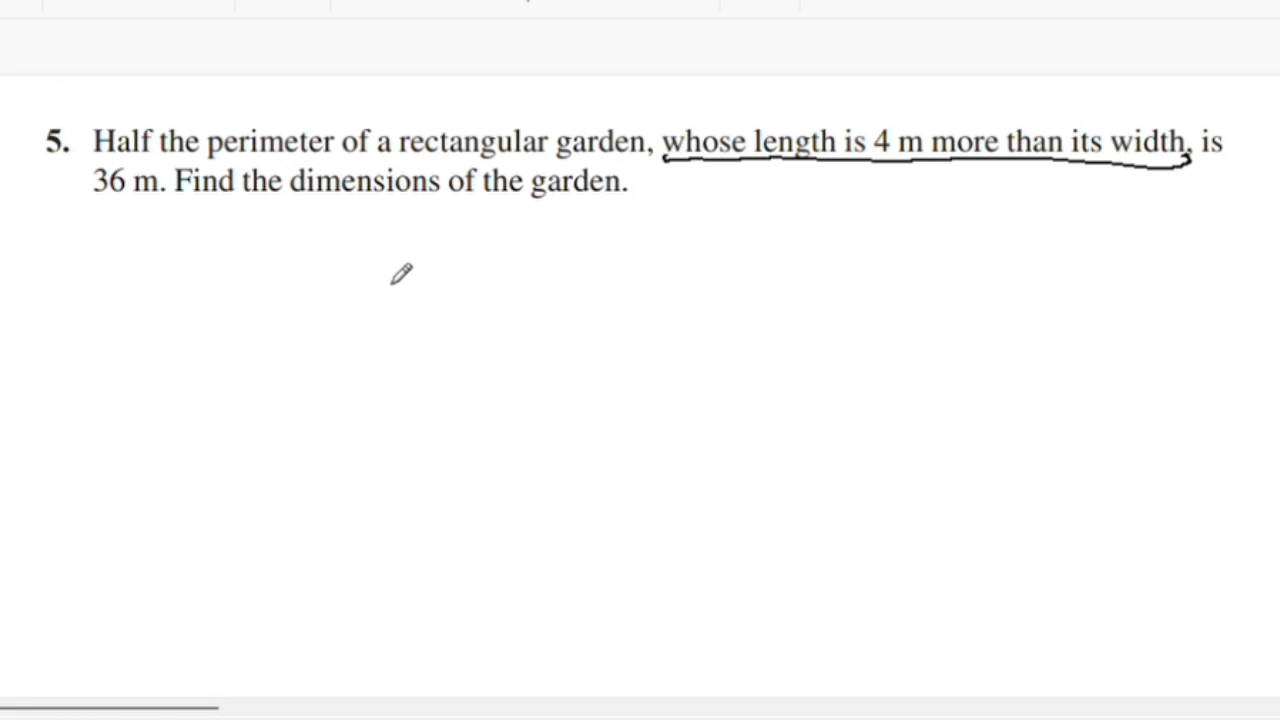 5. Half the perimeter of a rectangular garden, whose length is 4 m more than its width, is
36 m. Find the dimensions of the garden.